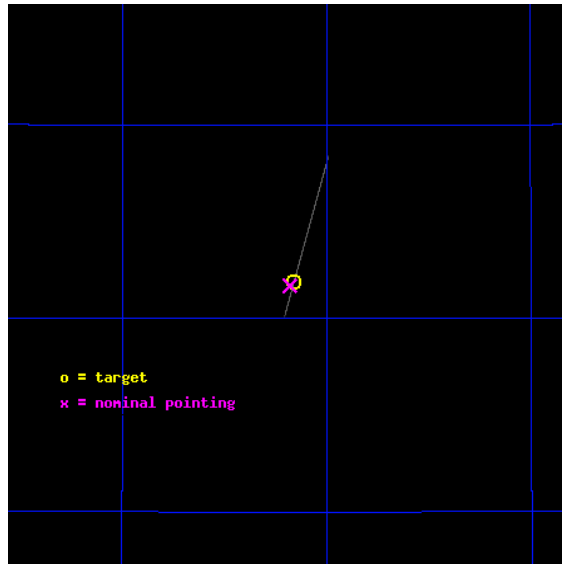 o = target
x = nominal pointing